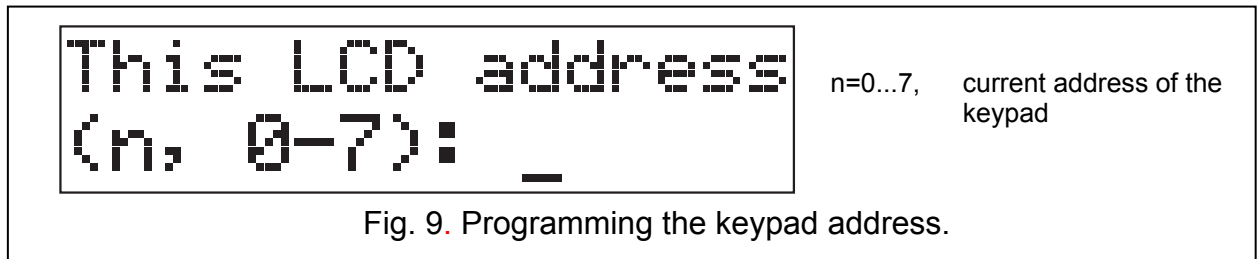 This LCD address
(n, 0-7): _
n=0...7, current address of the
keypad
Fig. 9. Programming the keypad address.